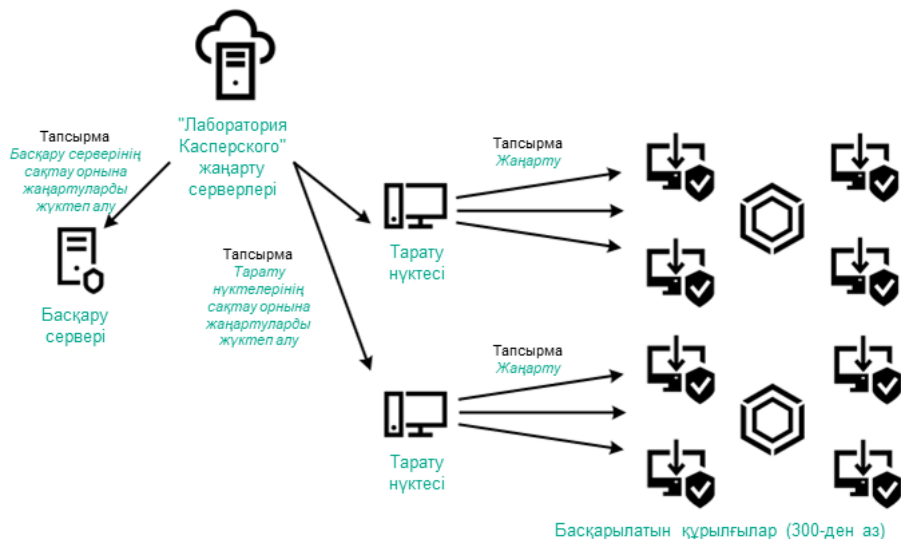 "Лаборатория
Касперского"
жаңарту
серверлері
Тапсырма
Басқару серверінің
сақтау орнына
жаңартуларды
жүктеп алу
Басқару
сервері
Тапсырма
Тарату
нүктелерінің
сақтау орнына
жаңартуларды
жүктеп алу
Тарату
нүктесі
Тапсырма
Жаңарту
Тарату
нүктесі
Тапсырма
Жаңарту
Басқарылатын құрылғылар (300-ден аз)